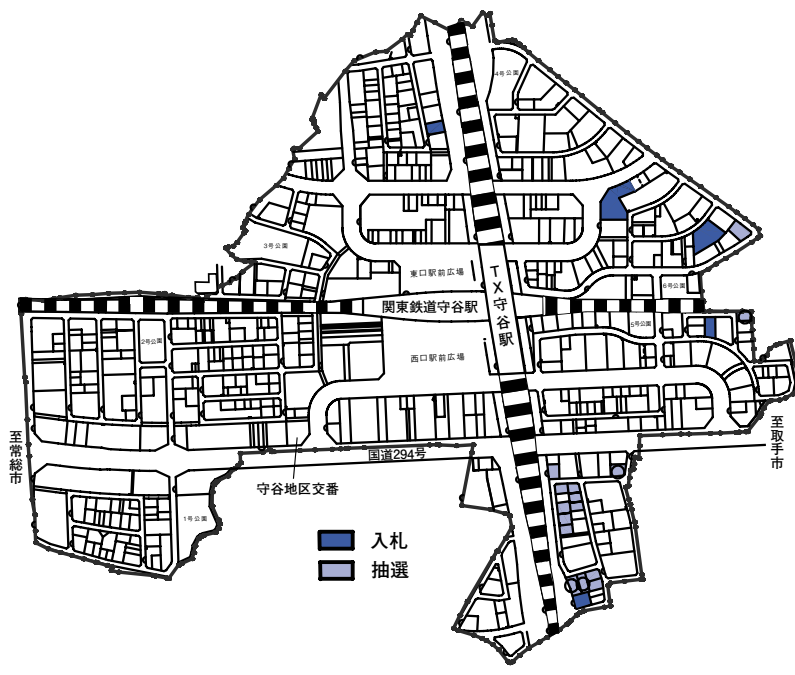 4号公園
3号公園
東口駅前広場
TX守谷駅
6号公園
関東鉄道守谷駅
5号公園
2号公園
西口駅前広場
至常総市
至取手市
国道294号
守谷地区交番
1号公園
入札
抽選